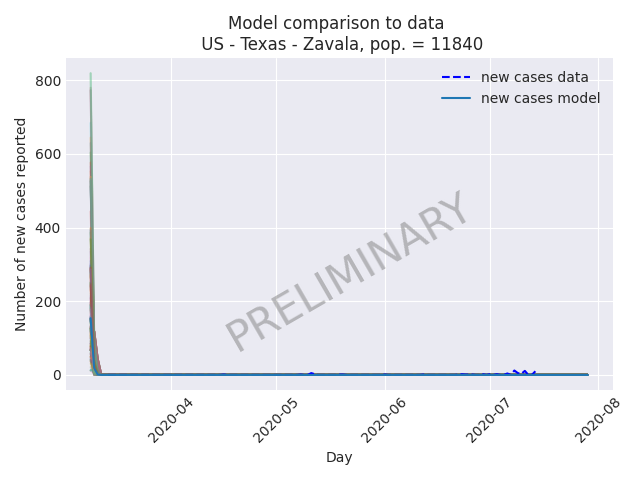 Model comparison to data
US - Texas - Zavala, pop. = 11840
new cases data
new cases model
Number of new cases reported
800
600
400
200
0
PRELIMINARY
2020-04
2020-05
2020-06
2020-07
2020-08
Day